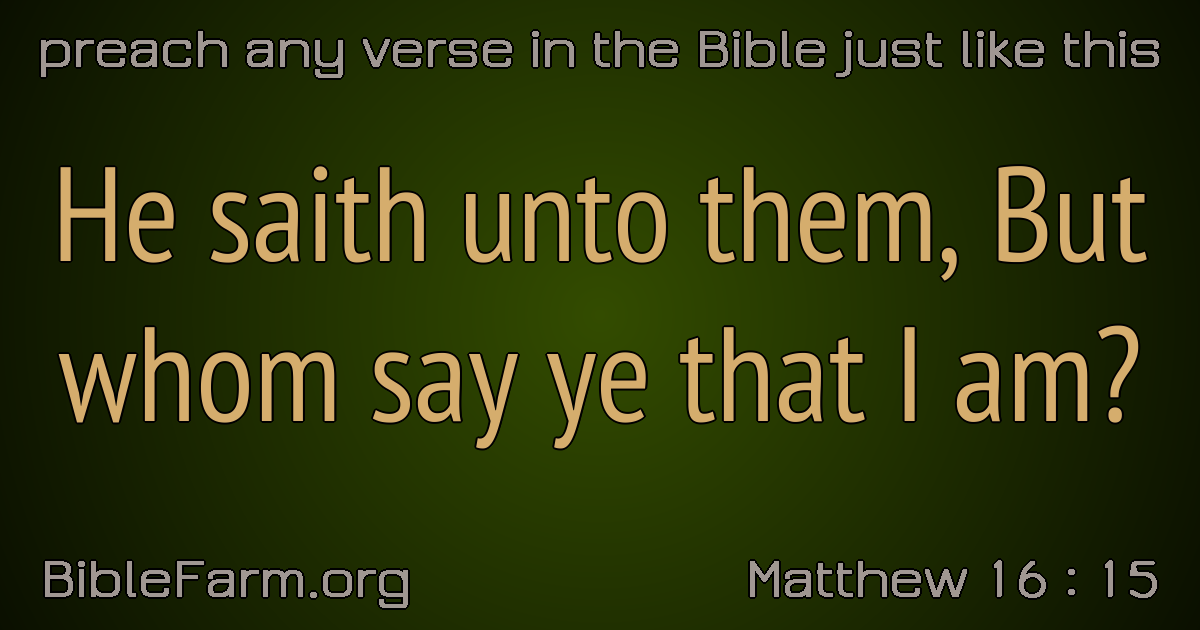 preach any verse in the Bible just like this
He saith unto them, But
whom say ye that I am?
BibleFarm.org
Matthew 16 : 15